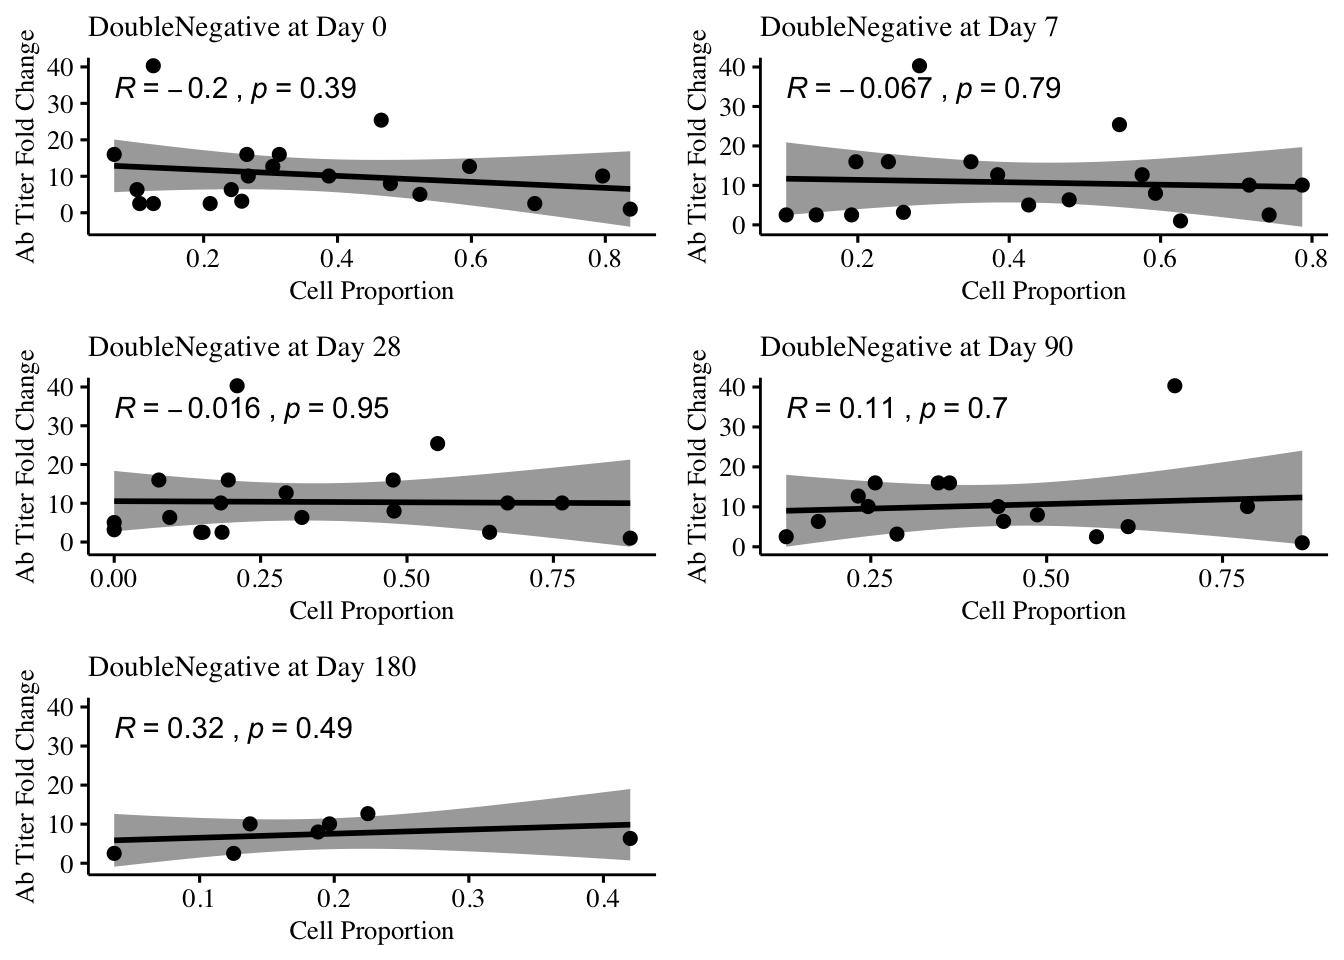 DoubleNegative at Day 0
Ab Titer Fold Change
40
30
20
10
0
R = −0.2 , p = 0.39
0.2 0.4 0.6 0.8
Cell Proportion
DoubleNegative at Day 7
Ab Titer Fold Change
40
30
20
10
0
R = −0.067 , p = 0.79
0.2 0.4 0.6 0.8
Cell Proportion
DoubleNegative at Day 28
Ab Titer Fold Change
40
30
20
10
0
R = −0.016 , p = 0.95
0.00 0.25 0.50 0.75
Cell Proportion
DoubleNegative at Day 90
Ab Titer Fold Change
40
30
20
10
0
R = 0.11 , p = 0.7
0.25 0.50 0.75
Cell Proportion
DoubleNegative at Day 180
Ab Titer Fold Change
40
30
20
10
0
R = 0.32 , p = 0.49
0.1 0.2 0.3 0.4
Cell Proportion